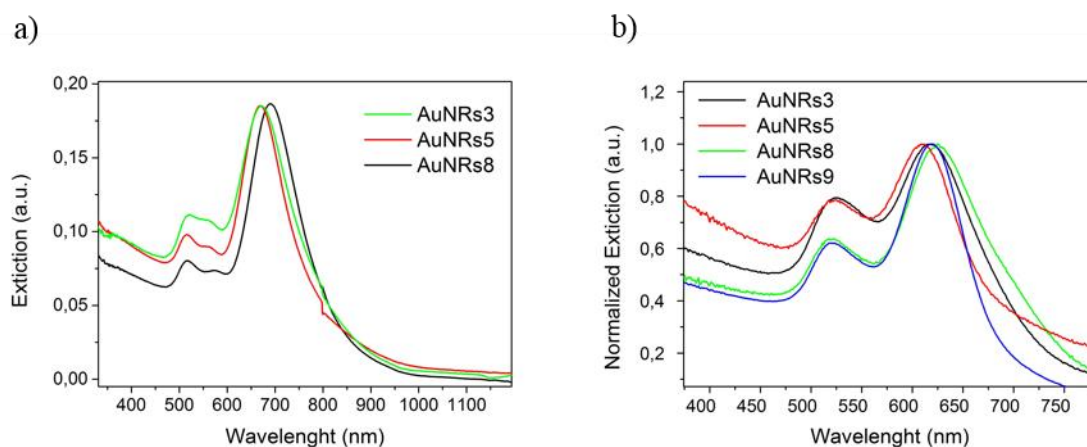 a)
0,20
0,15
0,10
0,05
0,00
Extiction (a.u.)
AuNRs3
AuNRs5
AuNRs8
400 500 600 700 800 900 1000 1100
Wavelenght (nm)
b)
1,2
1,0
0,8
0,6
0,4
0,2
Normalized Extiction (a.u.)
AuNRs3
AuNRs5
AuNRs8
AuNRs9
400 450 500 550 600 650 700 750
Wavelenght (nm)